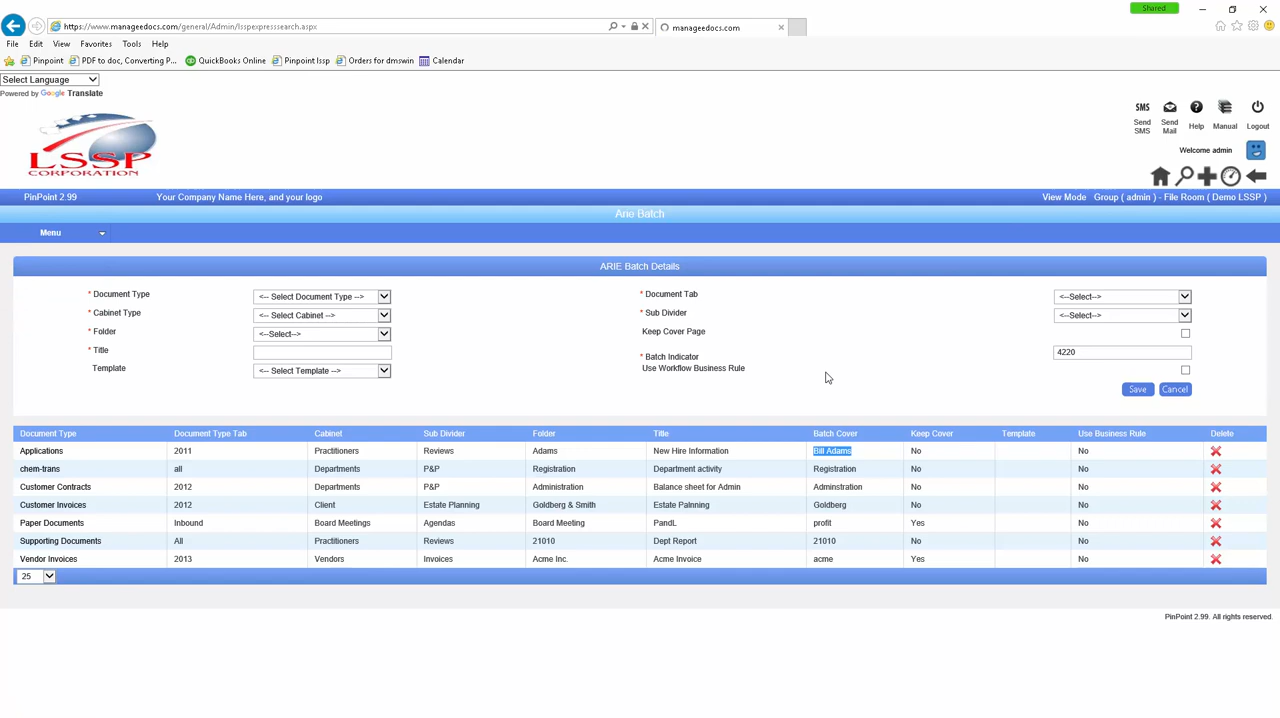 Shared
https://www.manageedocs.com/general/Admin/lsspexpresssearch.aspx
manageedocs.com
File Edit View Favorites Tools Help
Pinpoint PDF to doc, Converting P... QuickBooks Online Pinpoint lssp Orders for dmswin Calendar
Select Language
Powered by Google Translate
LSSP
CORPORATION
SMS
Send SMS Send Mail Help Manual Logout
Welcome admin
PinPoint 2.99 Your Company Name Here, and your logo View Mode Group ( admin ) - File Room ( Demo LSSP )
Arie Batch
Menu
ARIE Batch Details
* Document Type <-- Select Document Type --> * Document Tab <--Select-->
* Cabinet Type <-- Select Cabinet --> * Sub Divider <--Select-->
* Folder <--Select--> Keep Cover Page
* Title * Batch Indicator 4220
Template <-- Select Template --> Use Workflow Business Rule
Save Cancel
Document Type Document Type Tab Cabinet Sub Divider Folder Title Batch Cover Keep Cover Template Use Business Rule Delete
Applications 2011 Practitioners Reviews Adams New Hire Information Bill Adams No No
chem-trans all Departments P&P Registration Department activity Registration No No
Customer Contracts 2012 Departments P&P Administration Balance sheet for Admin Adminstration No No
Customer Invoices 2012 Client Estate Planning Goldberg & Smith Estate Palnning Goldberg No No
Paper Documents Inbound Board Meetings Agendas Board Meeting PandL profit Yes No
Supporting Documents All Practitioners Reviews 21010 Dept Report 21010 No No
Vendor Invoices 2013 Vendors Invoices Acme Inc. Acme Invoice acme Yes No
25
PinPoint 2.99. All rights reserved.